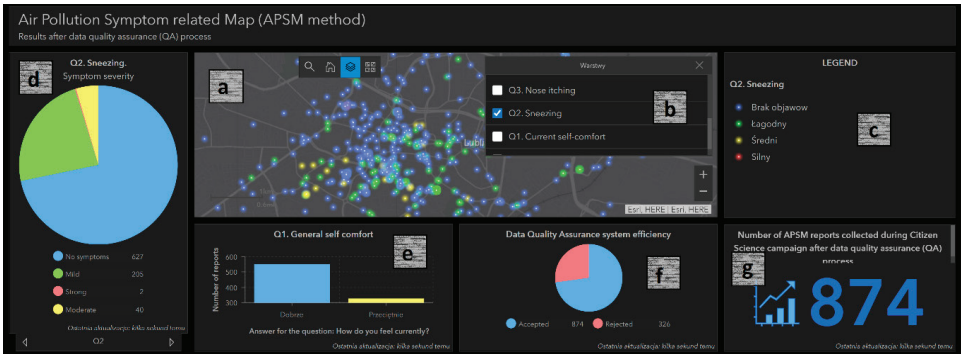 Air Pollution Symptom related Map (APSM method)
Results after data quality assurance (QA) process
d
Q2. Sneezing.
Symptom severity
No symptoms 627
Mild 205
Strong 2
Moderate 40
Ostatnia aktualizacja: kilka sekund temu
Q2
a
Warstwy
Q3. Nose itching
Q2. Sneezing
Q1. Current self-comfort
b
Lubli
+
−
Esri, HERE | Esri, HERE
LEGEND
Q2. Sneezing
Brak objawow
Łagodny
Średni
Silny
c
Q1. General self comfort
e
Number of reports
600
500
400
300
Dobrze
Przeciętnie
Answer for the question: How do you feel currently?
Ostatnia aktualizacja: kilka sekund temu
Data Quality Assurance system efficiency
f
Accepted 874
Rejected 326
Ostatnia aktualizacja: kilka sekund temu
Number of APSM reports collected during Citizen
Science campaign after data quality assurance (QA)
process
g
874
Ostatnia aktualizacja: kilka sekund temu